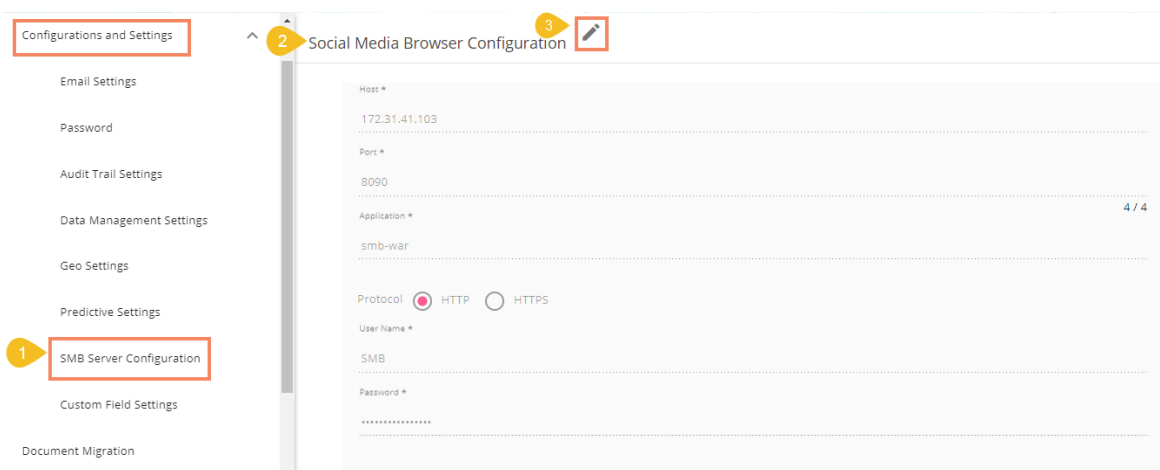 Configurations and Settings
Email Settings
Password
Audit Trail Settings
Data Management Settings
Geo Settings
Predictive Settings
1
SMB Server Configuration
Custom Field Settings
Document Migration
2
Social Media Browser Configuration
3
Host *
172.31.41.103
Port *
8090
4 / 4
Application *
smb-war
Protocol HTTP HTTPS
User Name *
SMB
Password *
••••••••••••••••